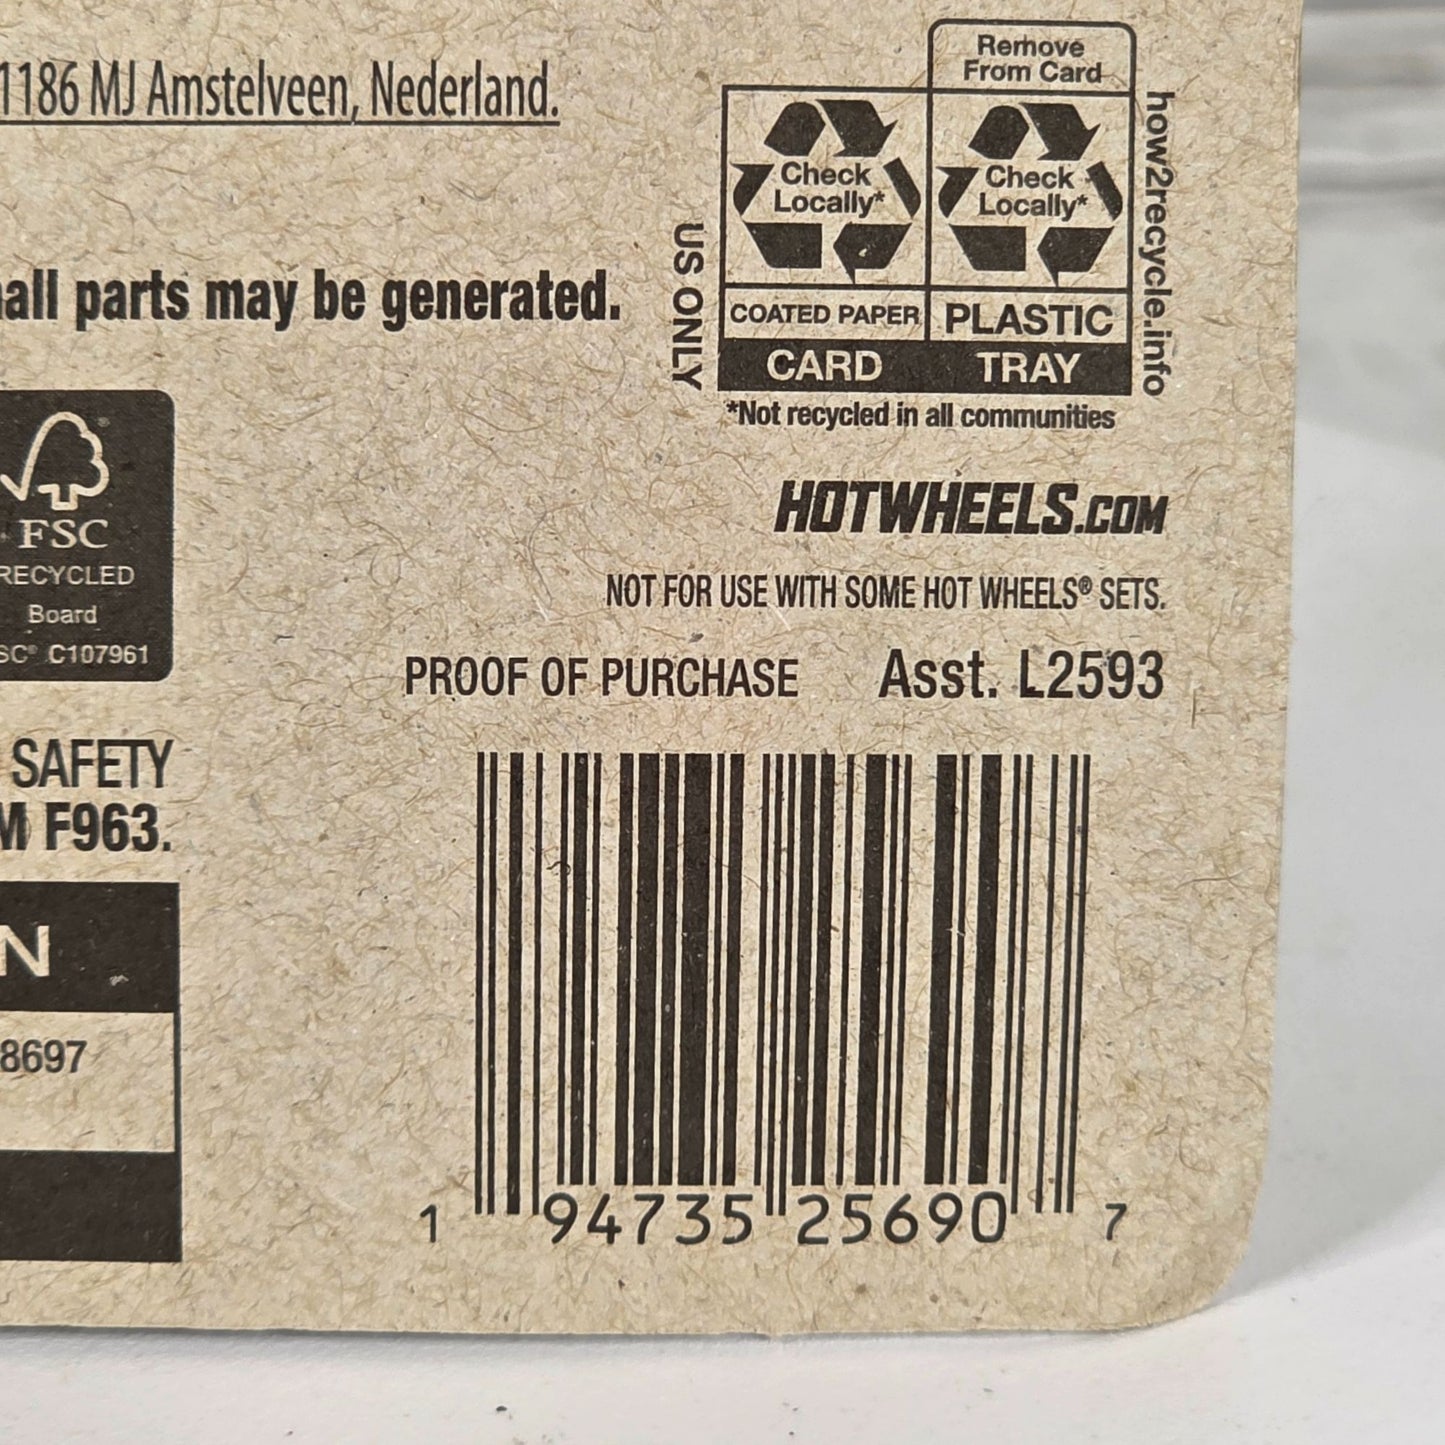 1186 MJ Amstelveen, Nederland.
Remove
From Card
Check
Locally*
Check
Locally*
US ONLY
how2recycle.info
COATED PAPER
PLASTIC
CARD
TRAY
*Not recycled in all communities
parts may be generated.
FSC
RECYCLED
Board
C107961
HOTWHEELS.COM
NOT FOR USE WITH SOME HOT WHEELS® SETS.
PROOF OF PURCHASE Asst. L2593
SAFETY
F963.
N
8697
1 94735 25690 7